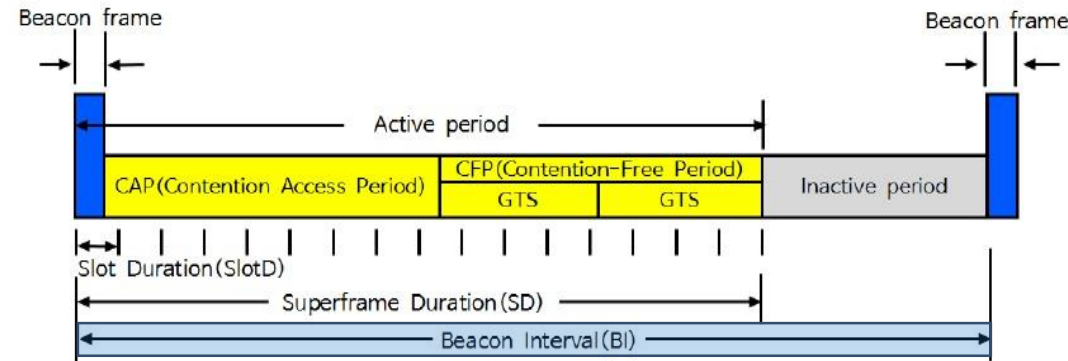 Beacon frame
Beacon frame
Active period
CAP(Contention Access Period)
CFP(Contention-Free Period)
GTS
GTS
Inactive period
Slot Duration(SlotD)
Superframe Duration(SD)
Beacon Interval(BI)